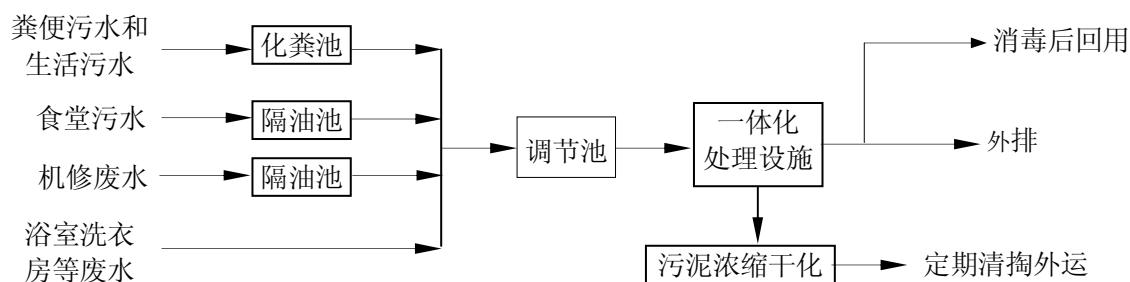 粪便污水和
生活污水
化粪池
消毒后回用
食堂污水
隔油池
调节池
一体化
处理设施
外排
机修废水
隔油池
浴室洗衣
房等废水
污泥浓缩干化
定期清掏外运